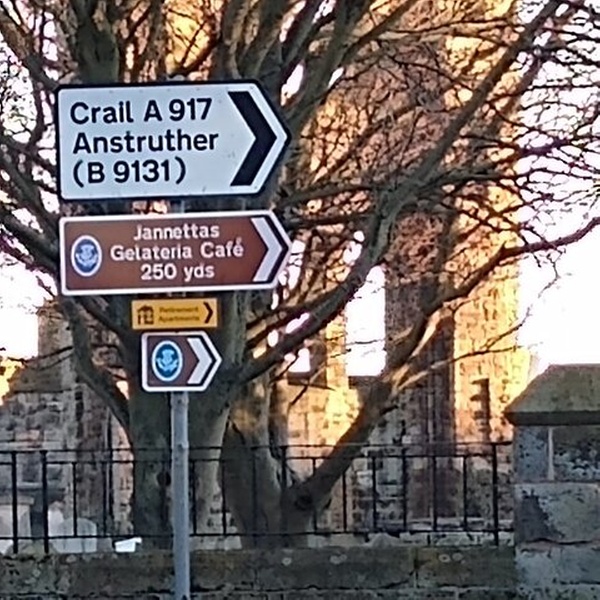 Crail A 917
Anstruther
(B 9131)
Jannettas
Gelateria Café
250 yds
Retirement
Apartments